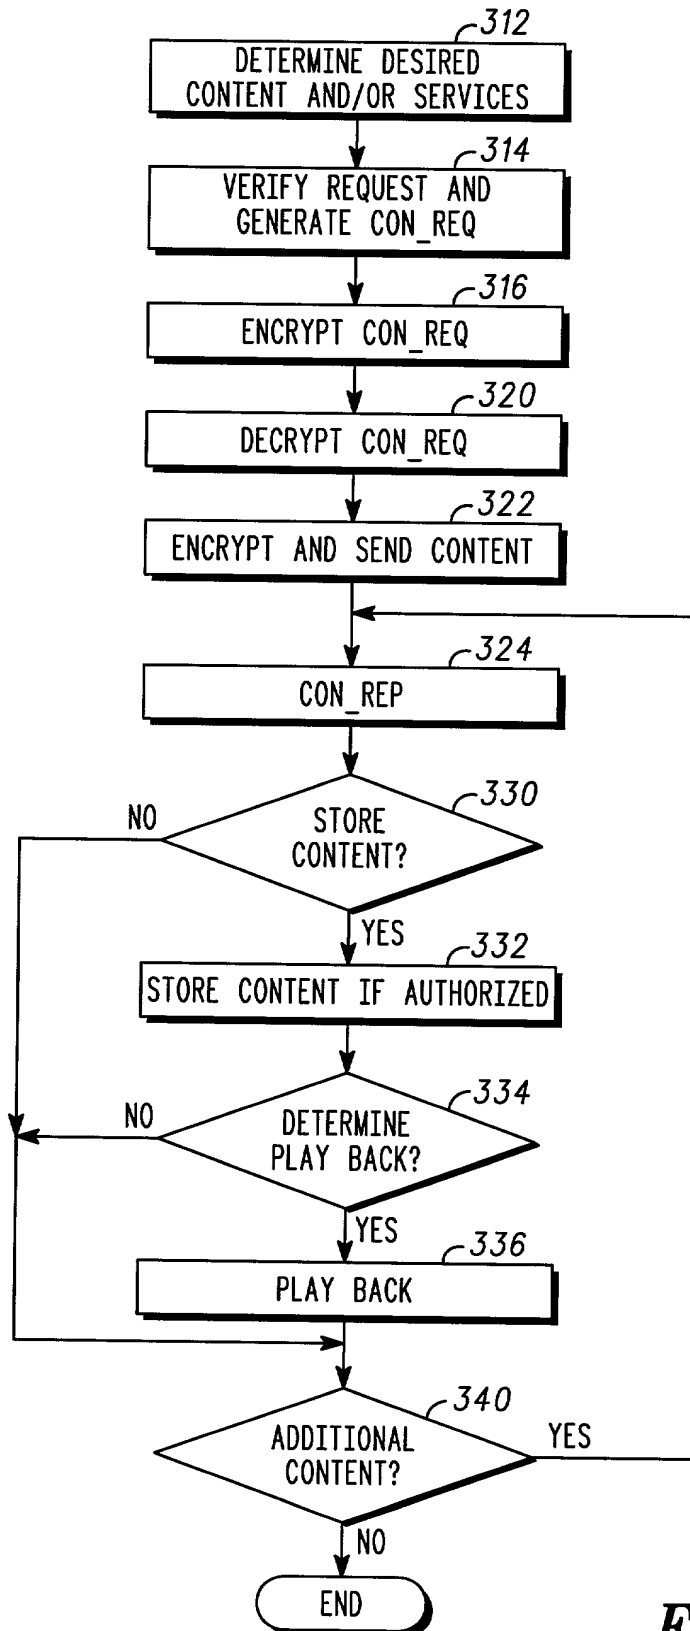 312
DETERMINE DESIRED
CONTENT AND/OR SERVICES
314
VERIFY REQUEST AND
GENERATE CON_REQ
316
ENCRYPT CON_REQ
320
DECRYPT CON_REQ
322
ENCRYPT AND SEND CONTENT
324
CON_REP
330
NO
STORE
CONTENT?
YES
332
STORE CONTENT IF AUTHORIZED
334
NO
DETERMINE
PLAY BACK?
YES
336
PLAY BACK
340
ADDITIONAL
CONTENT?
YES
NO
END